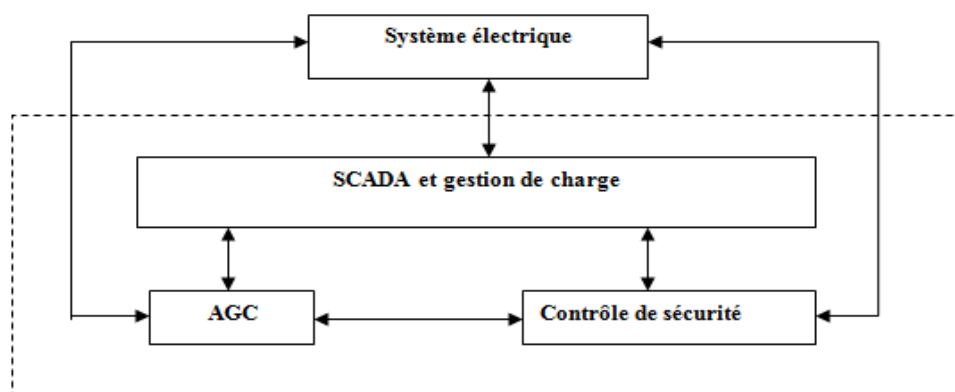 Système électrique
SCADA et gestion de charge
AGC
Contrôle de sécurité